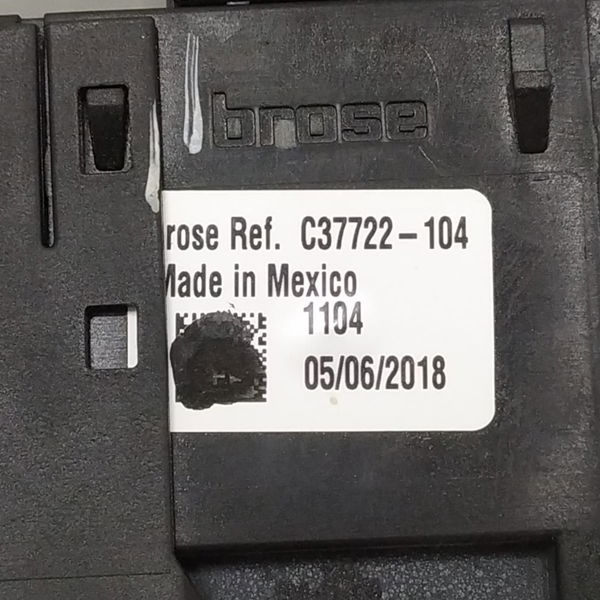 brose
rose Ref. C37722-104
Made in Mexico
1104
05/06/2018